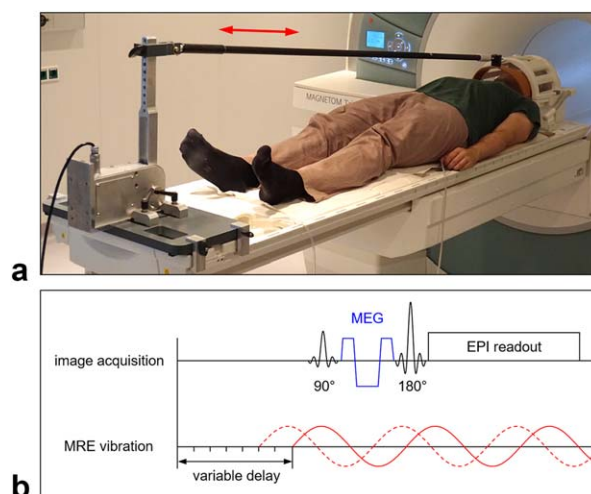 MAGNETOM T
a
MEG
image acquisition
90°
180°
EPI readout
MRE vibration
variable delay
b